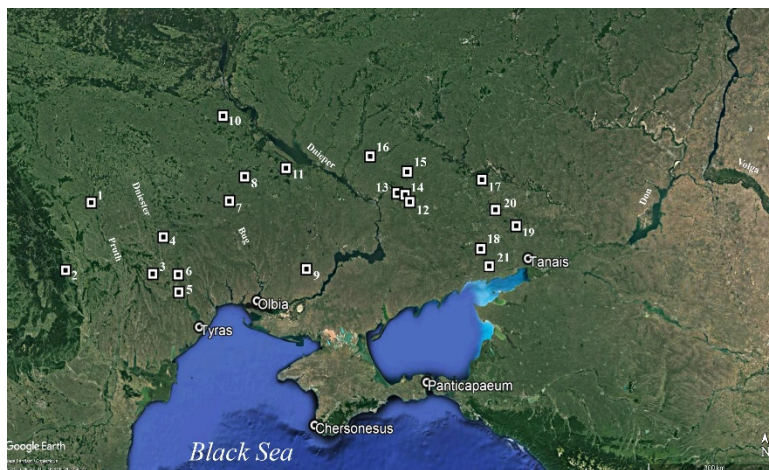 10
16
Dnieper
15
11
8
17
13
14
12
1
7
20
Volga
Dniester
Don
19
4
Pruth
Bug
18
2
3
6
9
21
Tanais
5
Olbia
Tyras
Panticapaeum
Chersonesus
Google Earth
Black Sea
N